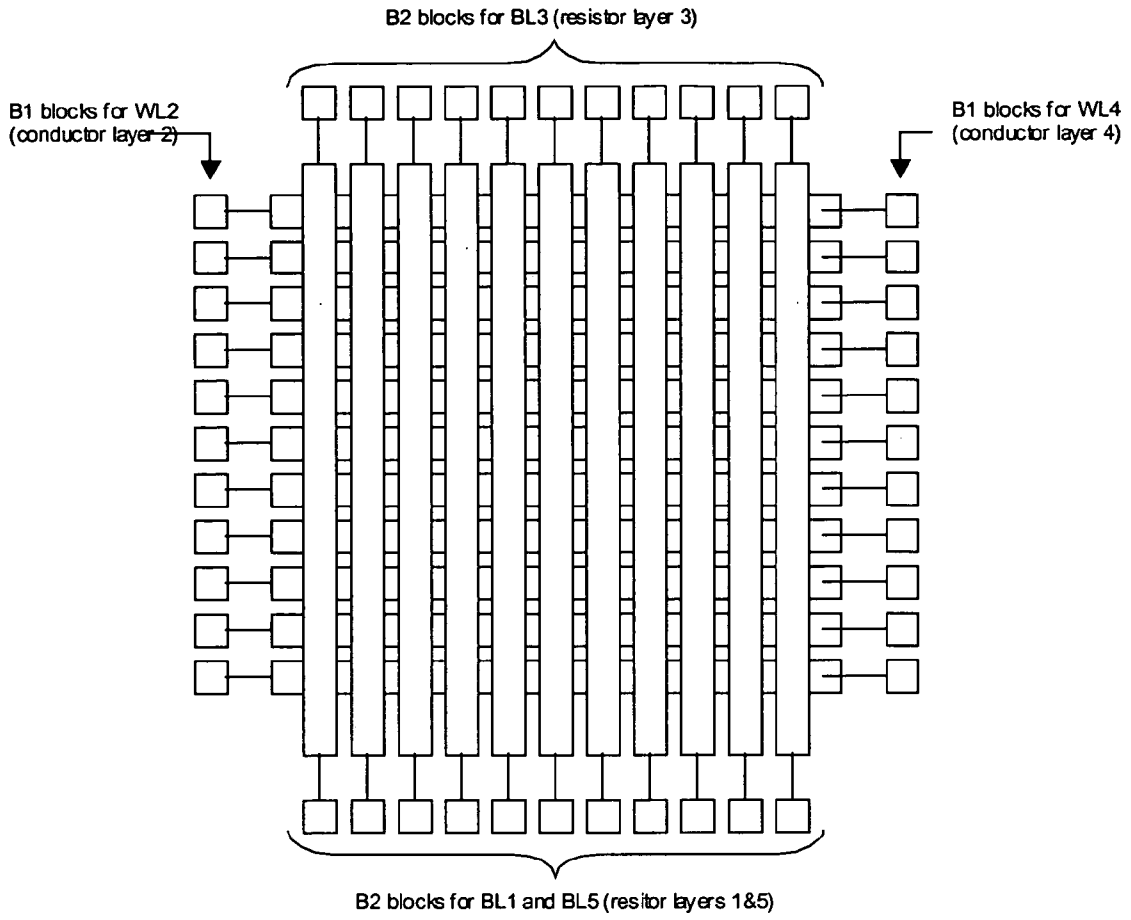 B2 blocks for BL3 (resistor layer 3)
B1 blocks for WL2
(conductor layer 2)
B1 blocks for WL4
(conductor layer 4)
B2 blocks for BL1 and BL5 (resitor layers 1&5)